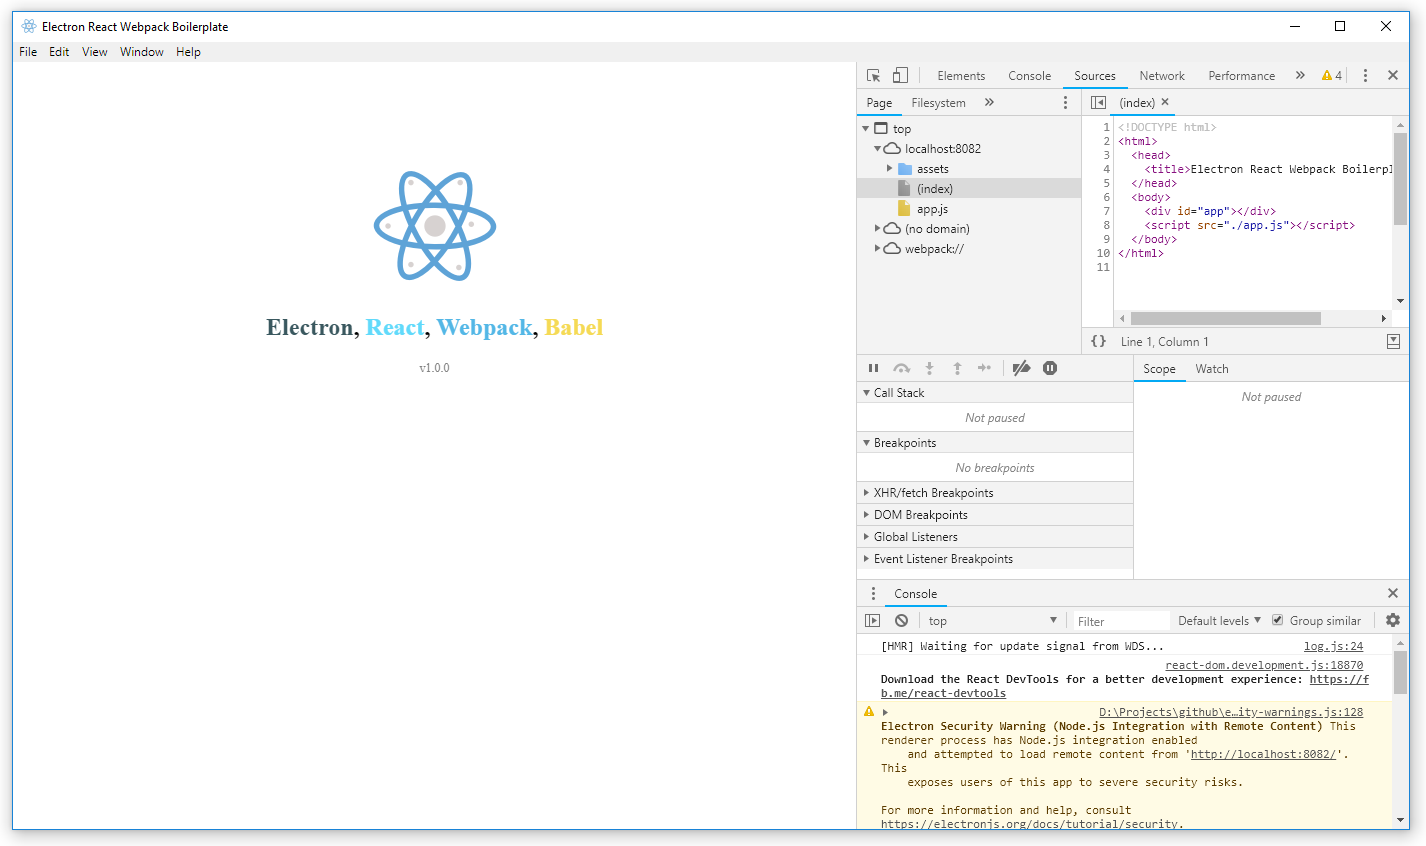 Electron React Webpack Boilerplate
File Edit View Window Help
Electron, React, Webpack, Babel
v1.0.0
Elements Console Sources Network Performance » 4
Page Filesystem »
top
localhost:8082
assets
(index)
app.js
(no domain)
webpack://
(index)
1 <!DOCTYPE html>
2 <html>
3 <head>
4 <title>Electron React Webpack Boilerpl
5 </head>
6 <body>
7 <div id="app"></div>
8 <script src="./app.js"></script>
9 </body>
10 </html>
11
{} Line 1, Column 1
Call Stack
Not paused
Breakpoints
No breakpoints
XHR/fetch Breakpoints
DOM Breakpoints
Global Listeners
Event Listener Breakpoints
Scope Watch
Not paused
Console
top Filter Default levels Group similar
[HMR] Waiting for update signal from WDS... log.js:24
react-dom.development.js:18870
Download the React DevTools for a better development experience: https://f
b.me/react-devtools
D:\Projects\github\e…ity-warnings.js:128
Electron Security Warning (Node.js Integration with Remote Content) This
renderer process has Node.js integration enabled
and attempted to load remote content from 'http://localhost:8082/'.
This
exposes users of this app to severe security risks.
For more information and help, consult
https://electronjs.org/docs/tutorial/security.